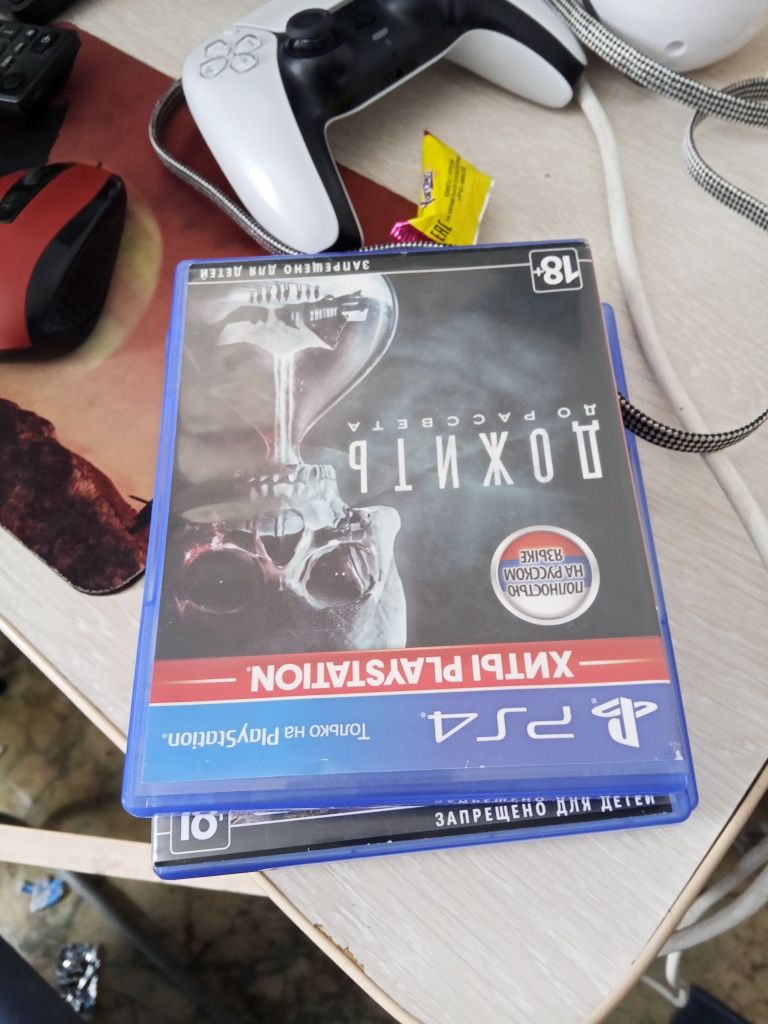 PS4
Только на PlayStation.
ХИТЫ PLAYSTATION®
ПОЛНОСТЬЮ
НА РУССКОМ
ЯЗЫКЕ
ДОЖИТЬ
ДО РАССВЕТА
18+
ЗАПРЕЩЕНО ДЛЯ ДЕТЕЙ
ЗАПРЕЩЕНО ДЛЯ ДЕТЕЙ
EAC